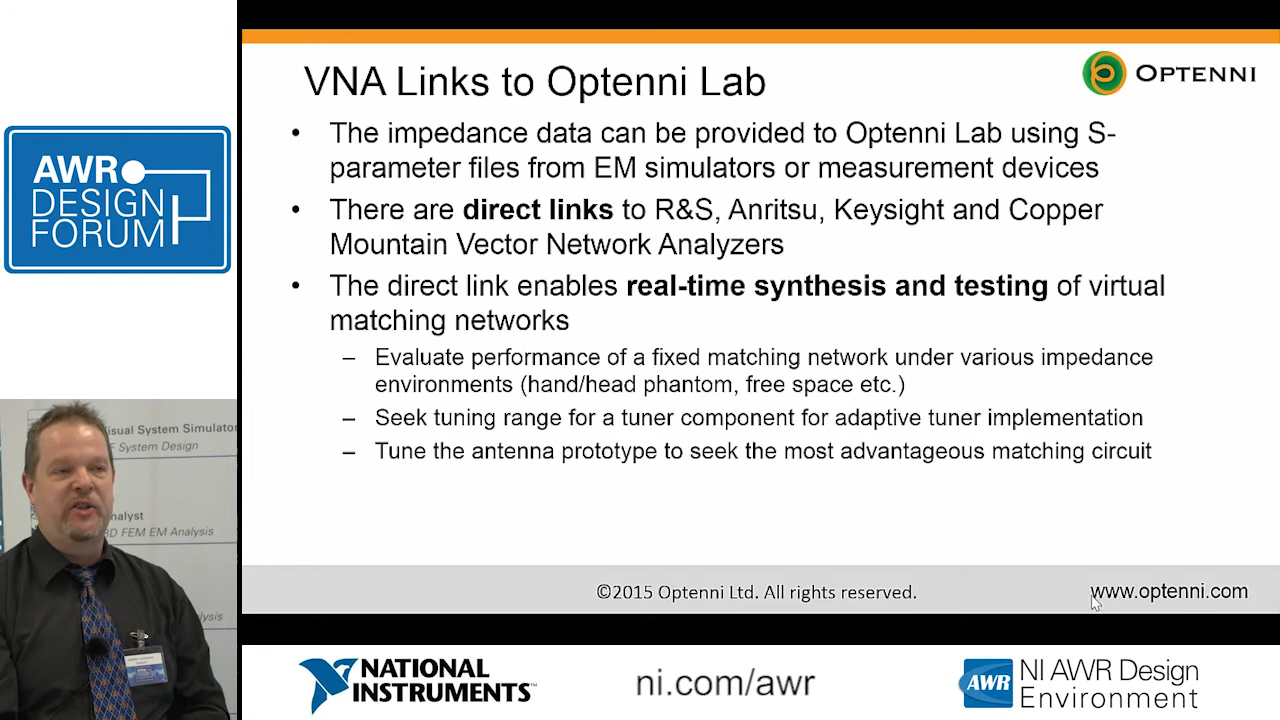 VNA Links to Optenni Lab
OPTENNI
• The impedance data can be provided to Optenni Lab using S-
parameter files from EM simulators or measurement devices
• There are direct links to R&S, Anritsu, Keysight and Copper
Mountain Vector Network Analyzers
• The direct link enables real-time synthesis and testing of virtual
matching networks
– Evaluate performance of a fixed matching network under various impedance
environments (hand/head phantom, free space etc.)
– Seek tuning range for a tuner component for adaptive tuner implementation
– Tune the antenna prototype to seek the most advantageous matching circuit
©2015 Optenni Ltd. All rights reserved.
www.optenni.com
AWR
DESIGN
FORUM
isual System Simulator
F System Design
nalyst
3D FEM EM Analysis
alysis
NATIONAL
INSTRUMENTS™
ni.com/awr
AWR
NI AWR Design
Environment